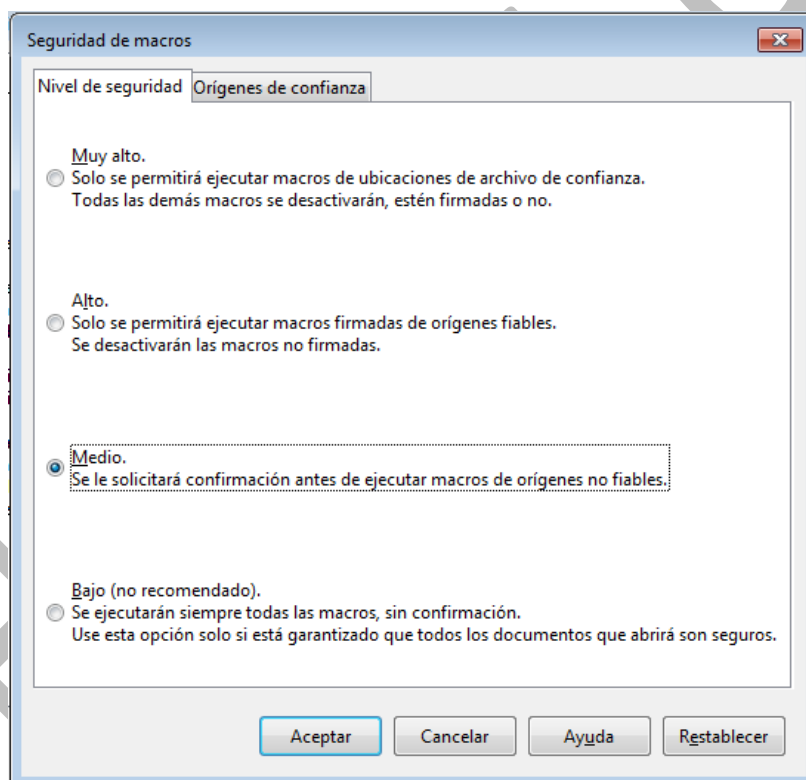 Seguridad de macros
Nivel de seguridad
Orígenes de confianza
Muy alto.
Solo se permitirá ejecutar macros de ubicaciones de archivo de confianza.
Todas las demás macros se desactivarán, estén firmadas o no.
Alto.
Solo se permitirá ejecutar macros firmadas de orígenes fiables.
Se desactivarán las macros no firmadas.
Medio.
Se le solicitará confirmación antes de ejecutar macros de orígenes no fiables.
Bajo (no recomendado).
Se ejecutarán siempre todas las macros, sin confirmación.
Use esta opción solo si está garantizado que todos los documentos que abrirá son seguros.
Aceptar
Cancelar
Ayuda
Restablecer